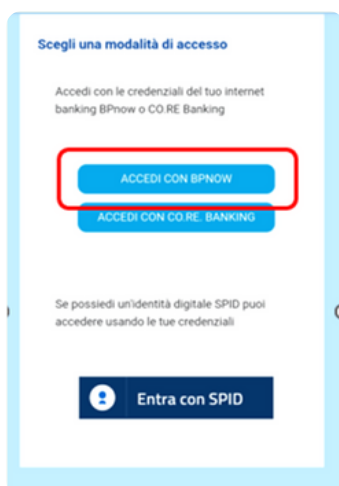 Scegli una modalità di accesso
Accedi con le credenziali del tuo internet
banking BPnow o CO.RE Banking
ACCEDI CON BPNOW
ACCEDI CON CO.RE. BANKING
Se possiedi un'identità digitale SPID puoi
accedere usando le tue credenziali
Entra con SPID